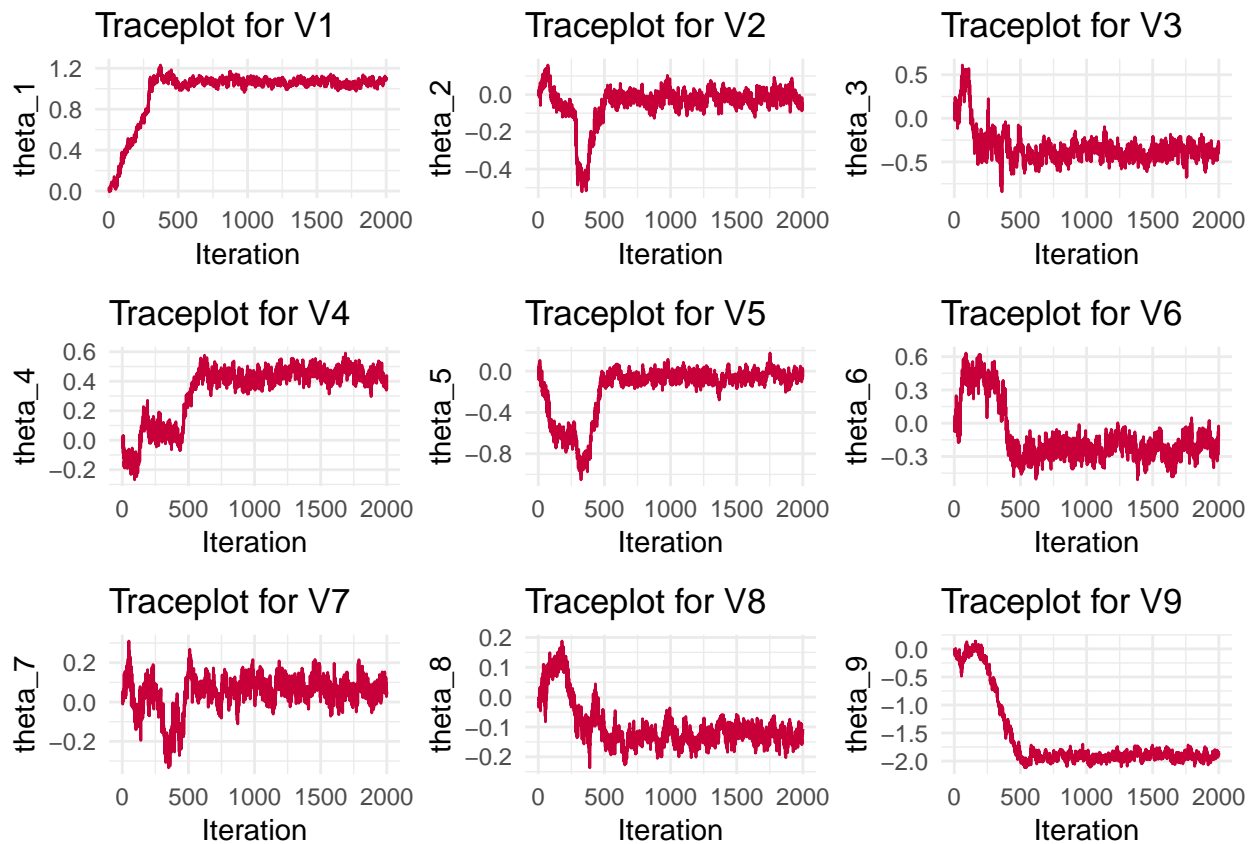 Traceplot for V1
theta_1
1.2
0.8
0.4
0.0
0 500 1000 1500 2000
Iteration
Traceplot for V2
theta_2
0.0
−0.2
−0.4
0 500 1000 1500 2000
Iteration
Traceplot for V3
theta_3
0.5
0.0
−0.5
0 500 1000 1500 2000
Iteration
Traceplot for V4
theta_4
0.6
0.4
0.2
0.0
−0.2
0 500 1000 1500 2000
Iteration
Traceplot for V5
theta_5
0.0
−0.4
−0.8
0 500 1000 1500 2000
Iteration
Traceplot for V6
theta_6
0.6
0.3
0.0
−0.3
0 500 1000 1500 2000
Iteration
Traceplot for V7
theta_7
0.2
0.0
−0.2
0 500 1000 1500 2000
Iteration
Traceplot for V8
theta_8
0.2
0.1
0.0
−0.1
−0.2
0 500 1000 1500 2000
Iteration
Traceplot for V9
theta_9
0.0
−0.5
−1.0
−1.5
−2.0
0 500 1000 1500 2000
Iteration